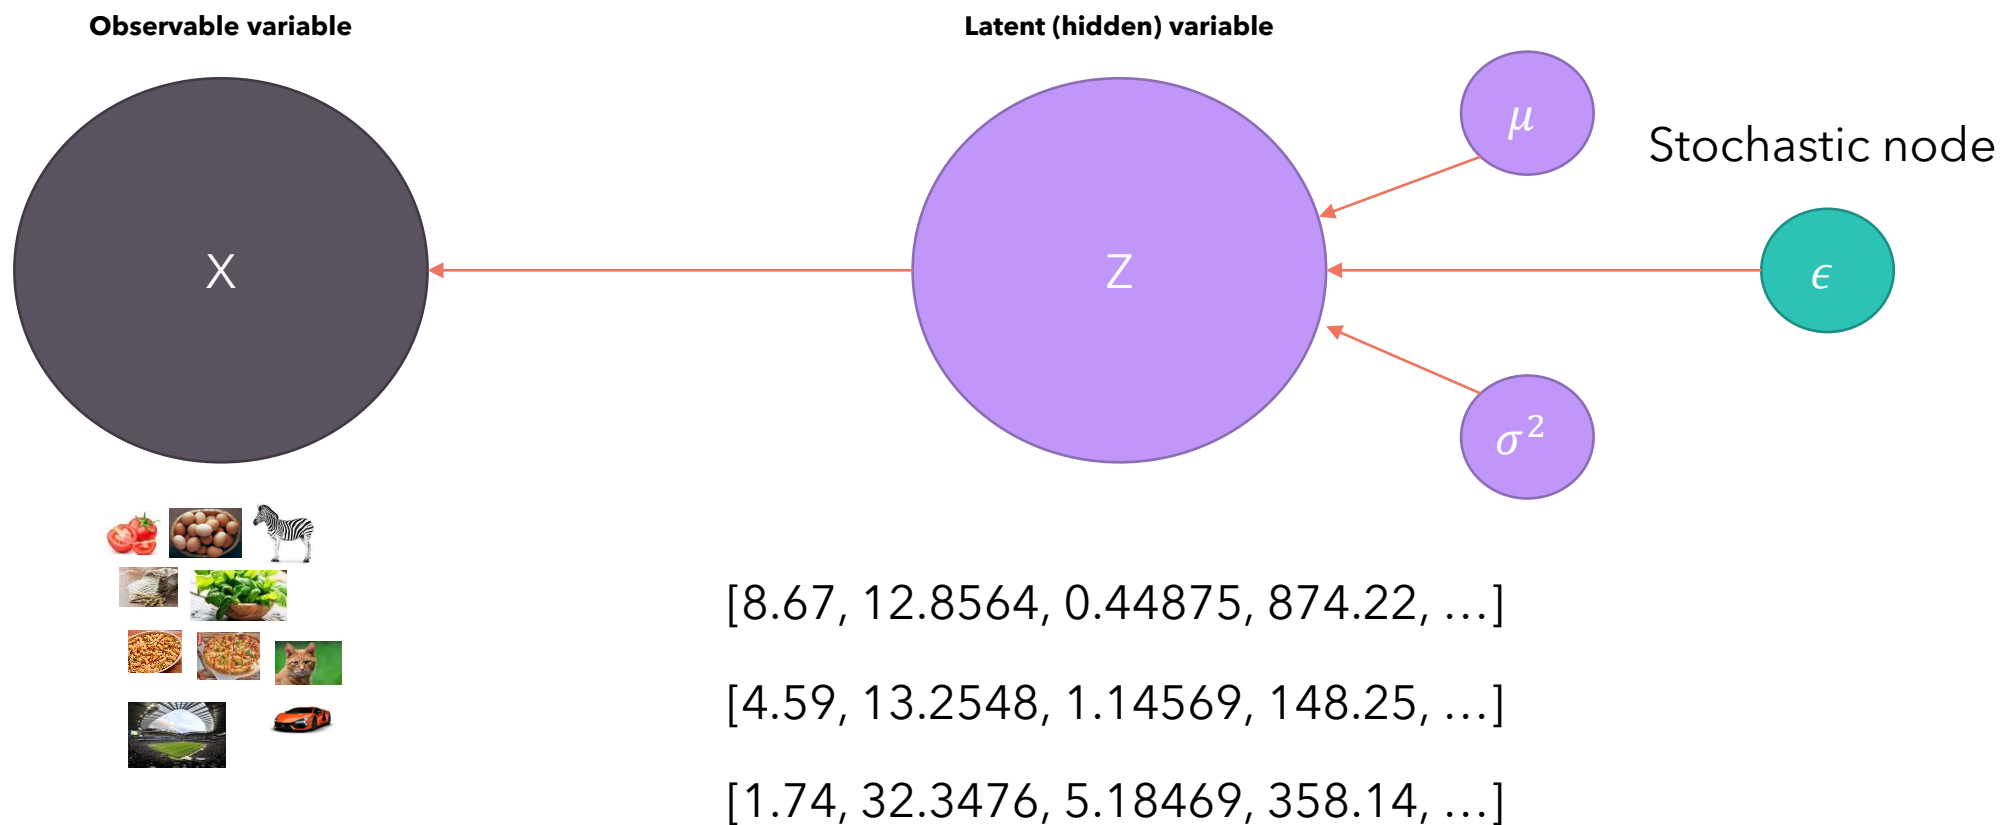 Observable variable
Latent (hidden) variable
μ
Stochastic node
X
Z
ϵ
σ²
[8.67, 12.8564, 0.44875, 874.22, …]
[4.59, 13.2548, 1.14569, 148.25, …]
[1.74, 32.3476, 5.18469, 358.14, …]